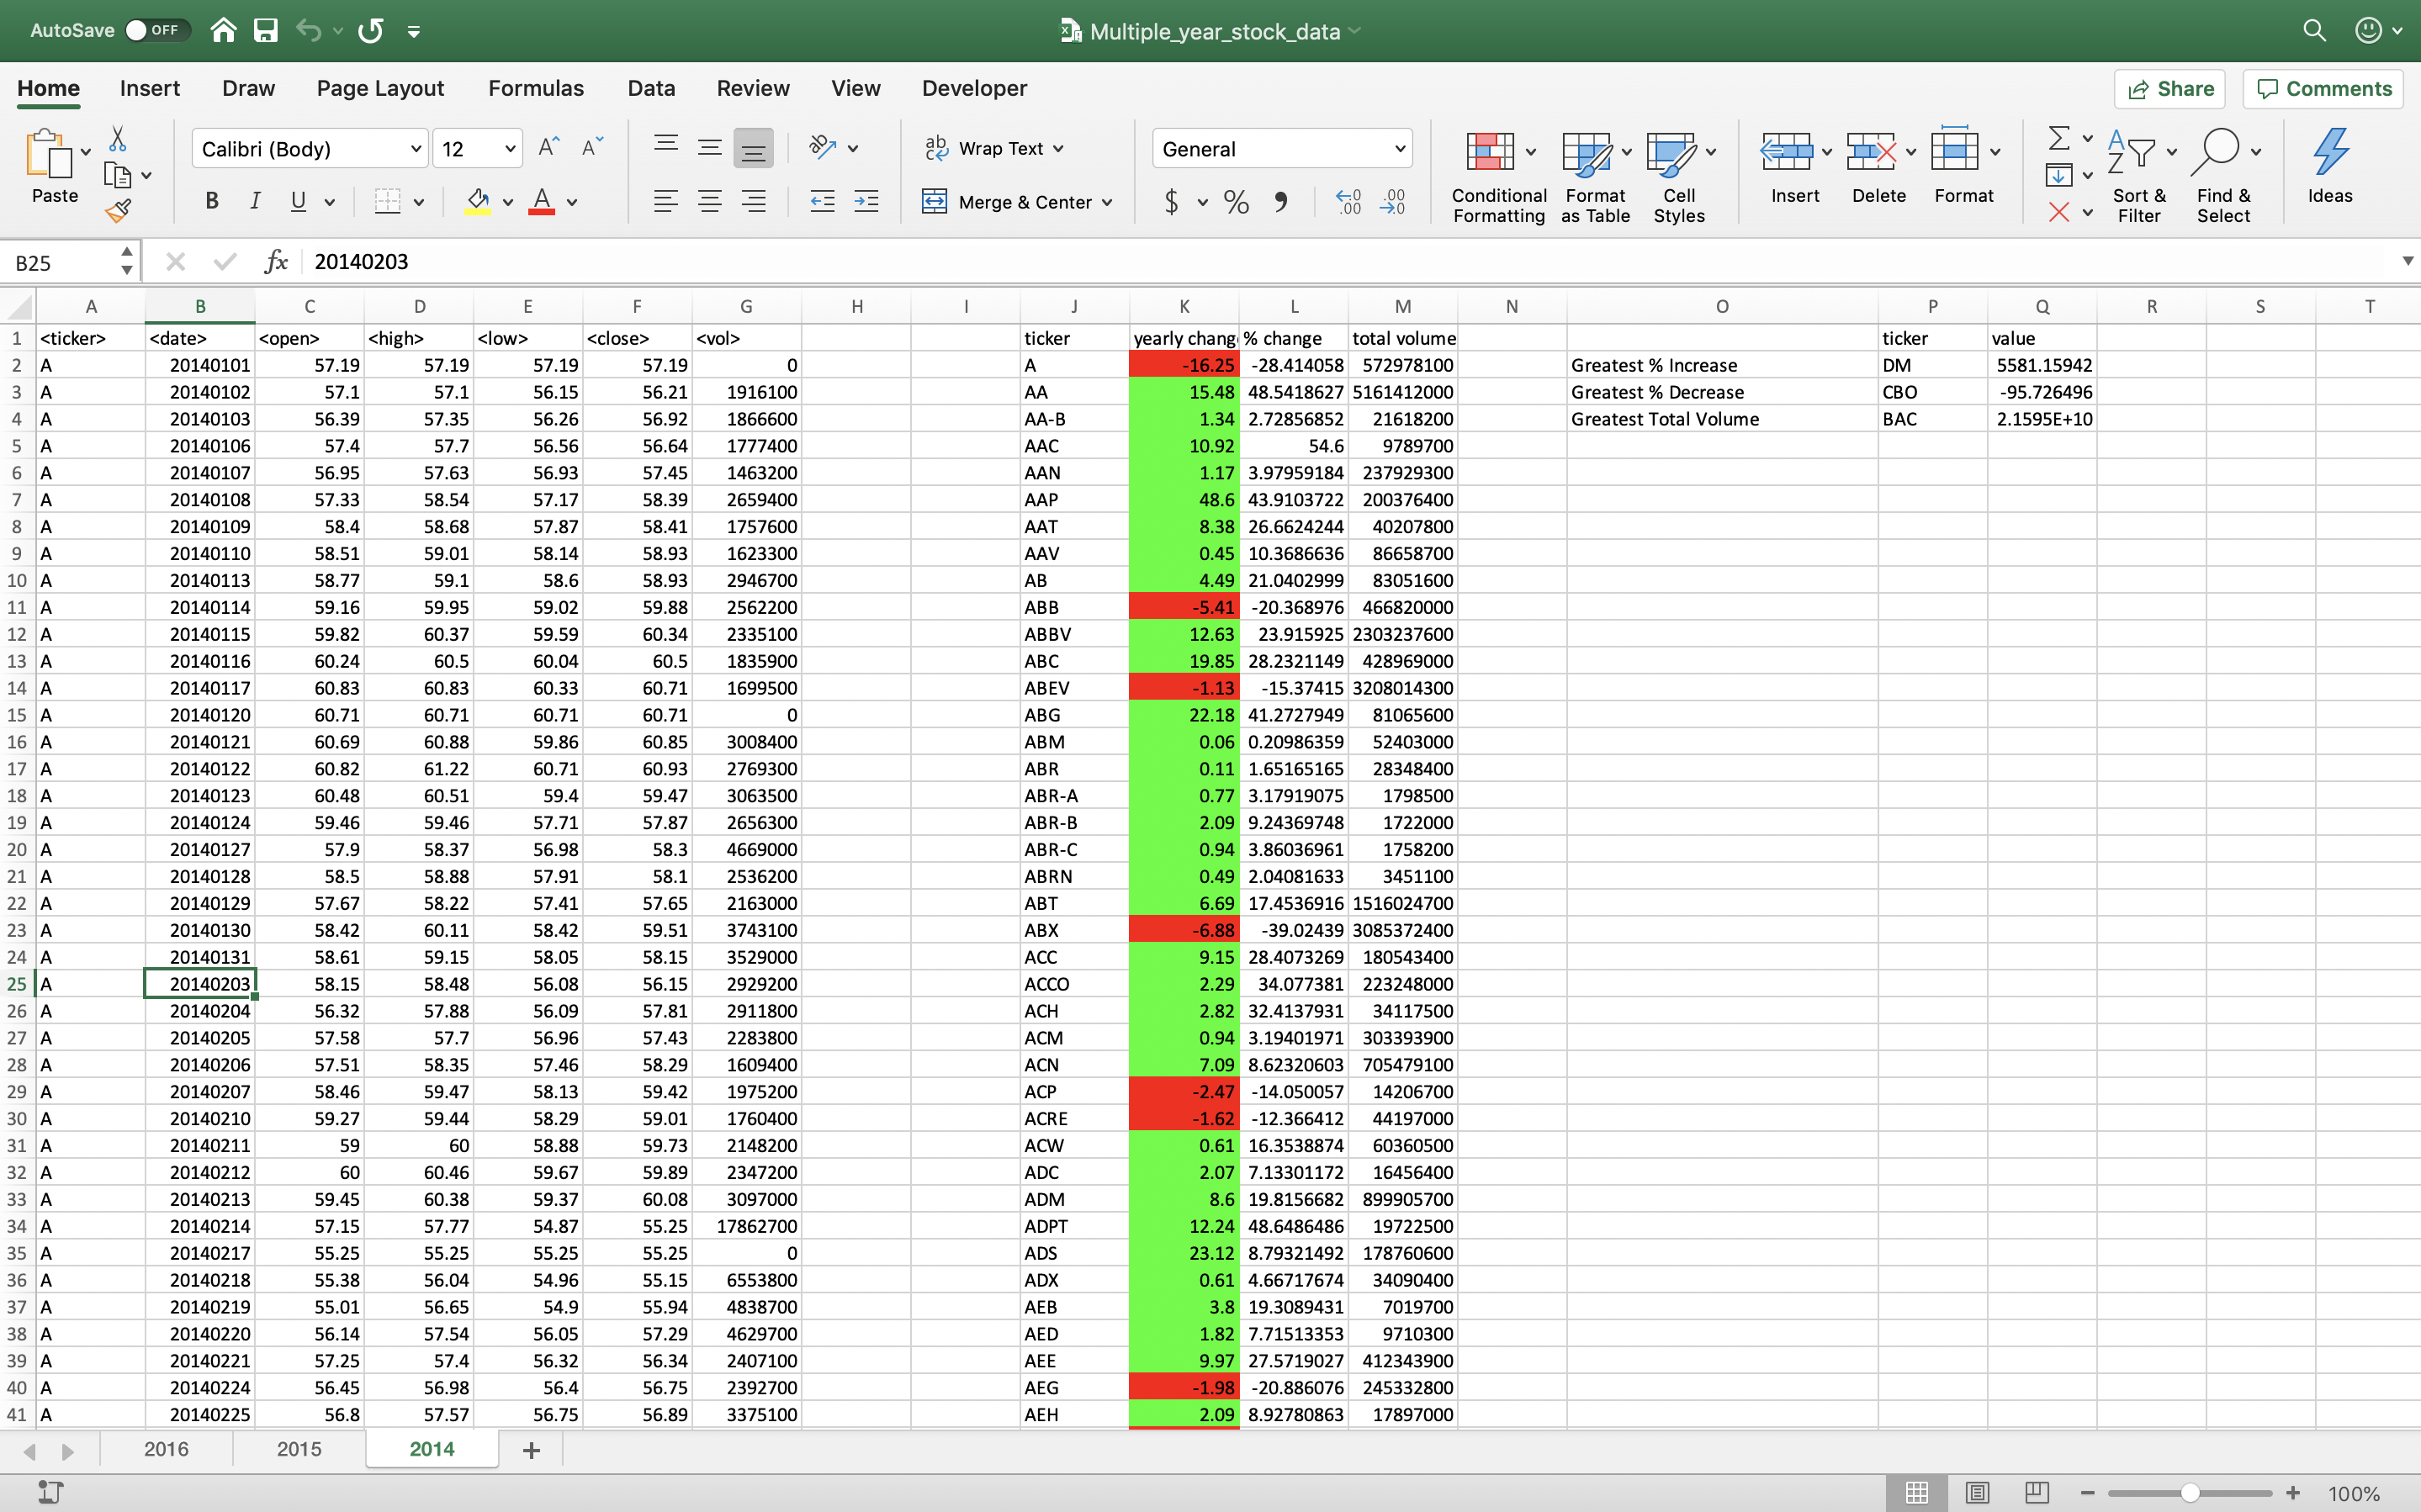 AutoSave OFF Multiple_year_stock_data
Home Insert Draw Page Layout Formulas Data Review View Developer Share Comments
Paste Calibri (Body) 12 A^ A˅ ab Wrap Text General Conditional Formatting Format as Table Cell Styles Insert Delete Format Sort & Filter Find & Select Ideas
B I U A Merge & Center $ % 9 .00 .0
B25 fx 20140203
A B C D E F G H I J K L M N O P Q R S T
1 <ticker> <date> <open> <high> <low> <close> <vol> ticker yearly chang % change total volume ticker value
2 A 20140101 57.19 57.19 57.19 57.19 0 A -16.25 -28.414058 572978100 Greatest % Increase DM 5581.15942
3 A 20140102 57.1 57.1 56.15 56.21 1916100 AA 15.48 48.5418627 5161412000 Greatest % Decrease CBO -95.726496
4 A 20140103 56.39 57.35 56.26 56.92 1866600 AA-B 1.34 2.72856852 21618200 Greatest Total Volume BAC 2.1595E+10
5 A 20140106 57.4 57.7 56.56 56.64 1777400 AAC 10.92 54.6 9789700
6 A 20140107 56.95 57.63 56.93 57.45 1463200 AAN 1.17 3.97959184 237929300
7 A 20140108 57.33 58.54 57.17 58.39 2659400 AAP 48.6 43.9103722 200376400
8 A 20140109 58.4 58.68 57.87 58.41 1757600 AAT 8.38 26.6624244 40207800
9 A 20140110 58.51 59.01 58.14 58.93 1623300 AAV 0.45 10.3686636 86658700
10 A 20140113 58.77 59.1 58.6 58.93 2946700 AB 4.49 21.0402999 83051600
11 A 20140114 59.16 59.95 59.02 59.88 2562200 ABB -5.41 -20.368976 466820000
12 A 20140115 59.82 60.37 59.59 60.34 2335100 ABBV 12.63 23.915925 2303237600
13 A 20140116 60.24 60.5 60.04 60.5 1835900 ABC 19.85 28.2321149 428969000
14 A 20140117 60.83 60.83 60.33 60.71 1699500 ABEV -1.13 -15.37415 3208014300
15 A 20140120 60.71 60.71 60.71 60.71 0 ABG 22.18 41.2727949 81065600
16 A 20140121 60.69 60.88 59.86 60.85 3008400 ABM 0.06 0.20986359 52403000
17 A 20140122 60.82 61.22 60.71 60.93 2769300 ABR 0.11 1.65165165 28348400
18 A 20140123 60.48 60.51 59.4 59.47 3063500 ABR-A 0.77 3.17919075 1798500
19 A 20140124 59.46 59.46 57.71 57.87 2656300 ABR-B 2.09 9.24369748 1722000
20 A 20140127 57.9 58.37 56.98 58.3 4669000 ABR-C 0.94 3.86036961 1758200
21 A 20140128 58.5 58.88 57.91 58.1 2536200 ABRN 0.49 2.04081633 3451100
22 A 20140129 57.67 58.22 57.41 57.65 2163000 ABT 6.69 17.4536916 1516024700
23 A 20140130 58.42 60.11 58.42 59.51 3743100 ABX -6.88 -39.02439 3085372400
24 A 20140131 58.61 59.15 58.05 58.15 3529000 ACC 9.15 28.4073269 180543400
25 A 20140203 58.15 58.48 56.08 56.15 2929200 ACCO 2.29 34.077381 223248000
26 A 20140204 56.32 57.88 56.09 57.81 2911800 ACH 2.82 32.4137931 34117500
27 A 20140205 57.58 57.7 56.96 57.43 2283800 ACM 0.94 3.19401971 303393900
28 A 20140206 57.51 58.35 57.46 58.29 1609400 ACN 7.09 8.62320603 705479100
29 A 20140207 58.46 59.47 58.13 59.42 1975200 ACP -2.47 -14.050057 14206700
30 A 20140210 59.27 59.44 58.29 59.01 1760400 ACRE -1.62 -12.366412 44197000
31 A 20140211 59 60 58.88 59.73 2148200 ACW 0.61 16.3538874 60360500
32 A 20140212 60 60.46 59.67 59.89 2347200 ADC 2.07 7.13301172 16456400
33 A 20140213 59.45 60.38 59.37 60.08 3097000 ADM 8.6 19.8156682 899905700
34 A 20140214 57.15 57.77 54.87 55.25 17862700 ADPT 12.24 48.6486486 19722500
35 A 20140217 55.25 55.25 55.25 55.25 0 ADS 23.12 8.79321492 178760600
36 A 20140218 55.38 56.04 54.96 55.15 6553800 ADX 0.61 4.66717674 34090400
37 A 20140219 55.01 56.65 54.9 55.94 4838700 AEB 3.8 19.3089431 7019700
38 A 20140220 56.14 57.54 56.05 57.29 4629700 AED 1.82 7.71513353 9710300
39 A 20140221 57.25 57.4 56.32 56.34 2407100 AEE 9.97 27.5719027 412343900
40 A 20140224 56.45 56.98 56.4 56.75 2392700 AEG -1.98 -20.886076 245332800
41 A 20140225 56.8 57.57 56.75 56.89 3375100 AEH 2.09 8.92780863 17897000
2016 2015 2014 +
100%